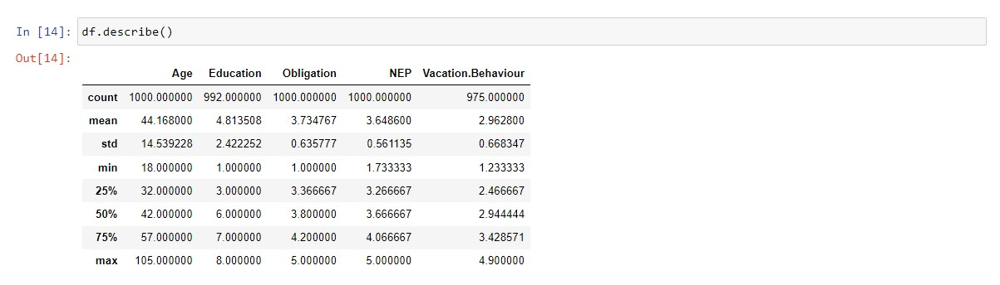 In [14]: df.describe()
Out[14]:
Age Education Obligation NEP Vacation.Behaviour
count 1000.000000 992.000000 1000.000000 1000.000000 975.000000
mean 44.168000 4.813508 3.734767 3.648600 2.962800
std 14.539228 2.422252 0.635777 0.561135 0.668347
min 18.000000 1.000000 1.000000 1.733333 1.233333
25% 32.000000 3.000000 3.366667 3.266667 2.466667
50% 42.000000 6.000000 3.800000 3.666667 2.944444
75% 57.000000 7.000000 4.200000 4.066667 3.428571
max 105.000000 8.000000 5.000000 5.000000 4.900000